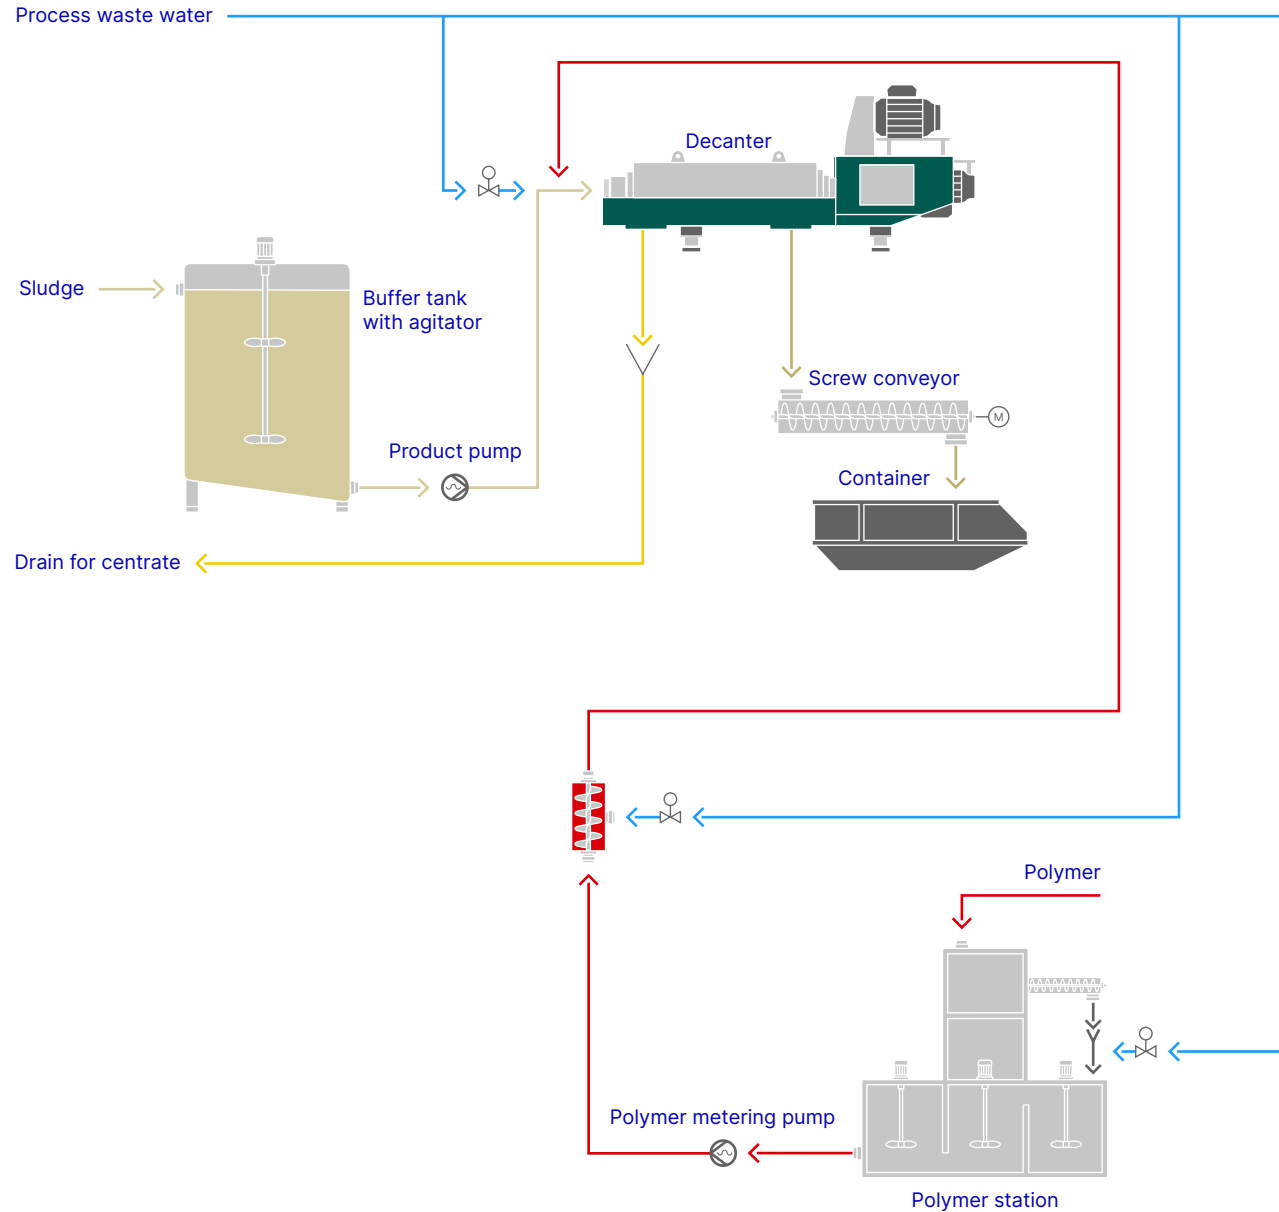 Process waste water
Decanter
Sludge
Buffer tank
with agitator
Screw conveyor
M
Product pump
Container
Drain for centrate
Polymer
Polymer metering pump
Polymer station